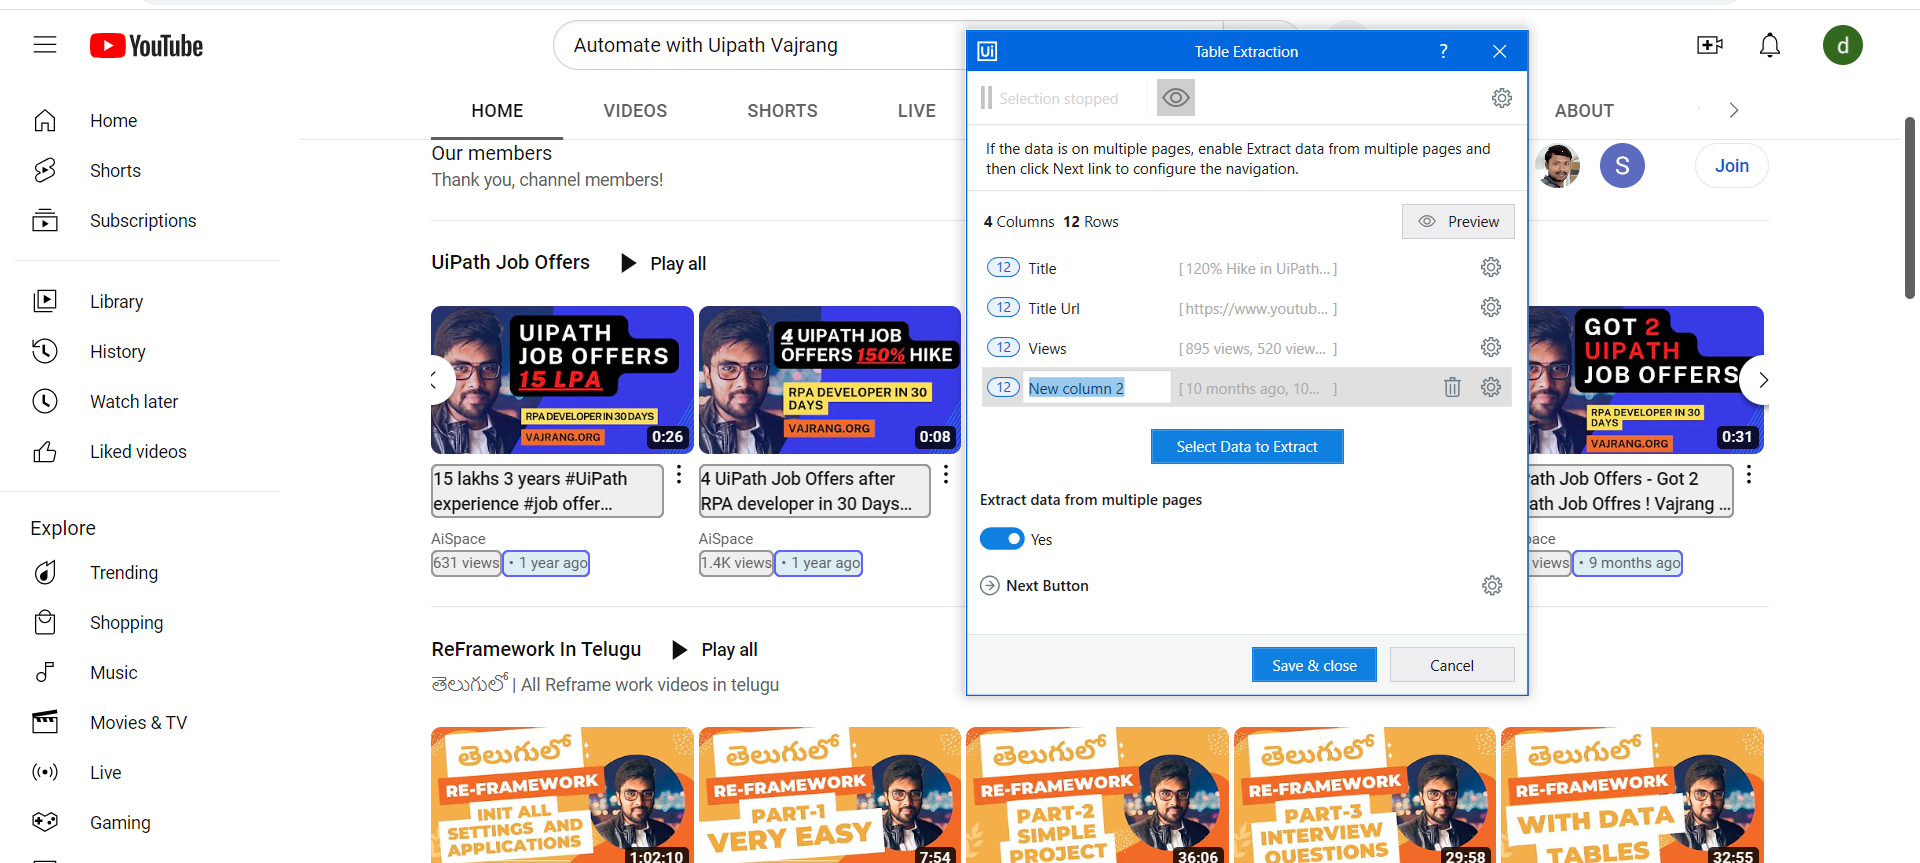 YouTube
Automate with Uipath Vajrang
d
HOME
VIDEOS
SHORTS
LIVE
ABOUT
Home
Shorts
Subscriptions
Library
History
Watch later
Liked videos
Explore
Trending
Shopping
Music
Movies & TV
Live
Gaming
Our members
Thank you, channel members!
S
Join
UiPath Job Offers
Play all
UIPATH
JOB OFFERS
15 LPA
RPA DEVELOPER IN 30 DAYS
VAJRANG.ORG
0:26
15 lakhs 3 years #UiPath
experience #job offer...
AiSpace
631 views • 1 year ago
4 UIPATH JOB
OFFERS 150% HIKE
RPA DEVELOPER IN 30
DAYS
VAJRANG.ORG
0:08
4 UiPath Job Offers after
RPA developer in 30 Days...
AiSpace
1.4K views • 1 year ago
GOT 2
UIPATH
JOB OFFERS
RPA DEVELOPER IN 30
DAYS
VAJRANG.ORG
0:31
ath Job Offers - Got 2
ath Job Offres ! Vajrang ...
pace
views • 9 months ago
Ui
Table Extraction
?
Selection stopped
If the data is on multiple pages, enable Extract data from multiple pages and
then click Next link to configure the navigation.
4 Columns 12 Rows
Preview
12 Title [ 120% Hike in UiPath... ]
12 Title Url [ https://www.youtub... ]
12 Views [ 895 views, 520 view... ]
12 New column 2 [ 10 months ago, 10... ]
Select Data to Extract
Extract data from multiple pages
Yes
Next Button
Save & close
Cancel
ReFramework In Telugu
Play all
తెలుగులో | All Reframe work videos in telugu
తెలుగులో
RE-FRAMEWORK
INIT ALL
SETTINGS AND
APPLICATIONS
1:02:10
తెలుగులో
RE-FRAMEWORK
PART-1
VERY EASY
7:54
తెలుగులో
RE-FRAMEWORK
PART-2
SIMPLE
PROJECT
36:06
తెలుగులో
RE-FRAMEWORK
PART-3
INTERVIEW
QUESTIONS
29:58
తెలుగులో
RE-FRAMEWORK
WITH DATA
TABLES
32:55